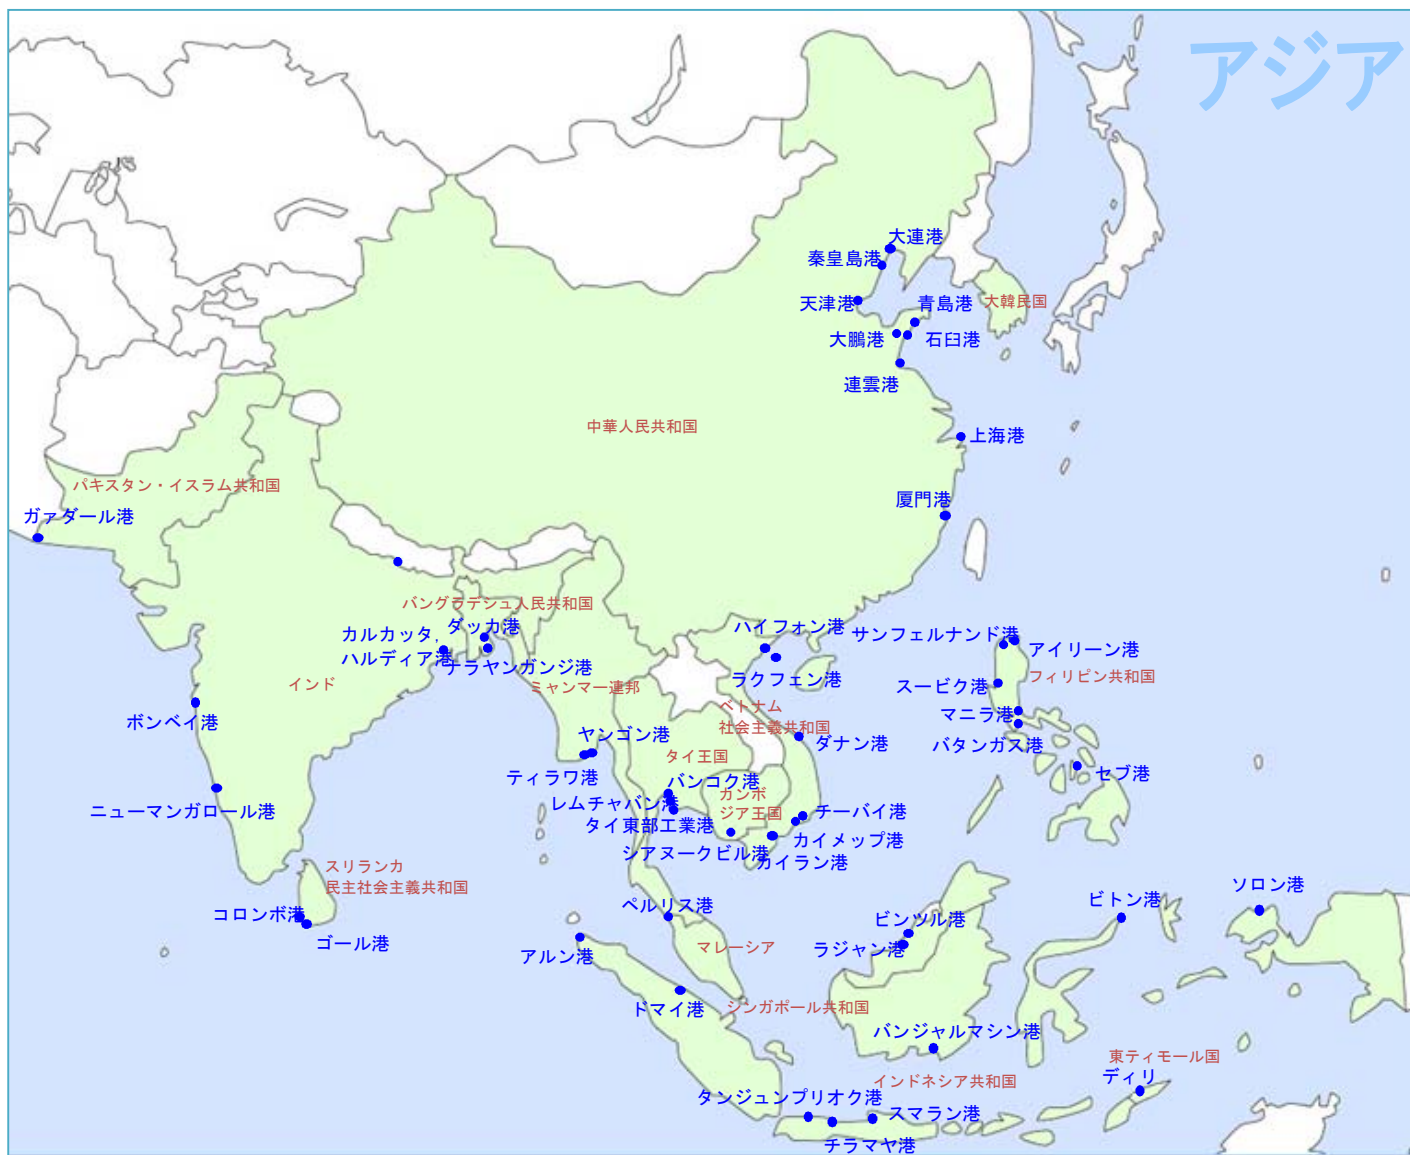 アジア
大連港
秦皇島港
天津港
青島港
大韓民国
大鵬港
石臼港
連雲港
中華人民共和国
上海港
パキスタン・イスラム共和国
厦門港
ガァダール港
バングラデシュ人民共和国
カルカッタ,
ハルディア港
ダッカ港
ナラヤンガンジ港
ハイフォン港
サンフェルナンド港
アイリーン港
ラクフェン港
インド
ミャンマー連邦
スービク港
フィリピン共和国
ボンベイ港
ベトナム
社会主義共和国
マニラ港
ヤンゴン港
ダナン港
バタンガス港
タイ王国
ティラワ港
バンコク港
セブ港
レムチャバン港
カンボ
ジア王国
ニューマンガロール港
タイ東部工業港
チーバイ港
シアヌークビル港
カイメップ港
カイラン港
スリランカ
民主社会主義共和国
コロンボ港
ゴール港
ペルリス港
ビンツル港
ビトン港
ソロン港
アルン港
マレーシア
ラジャン港
ドマイ港
シンガポール共和国
バンジャルマシン港
東ティモール国
ディリ
インドネシア共和国
タンジュンプリオク港
スマラン港
チラマヤ港